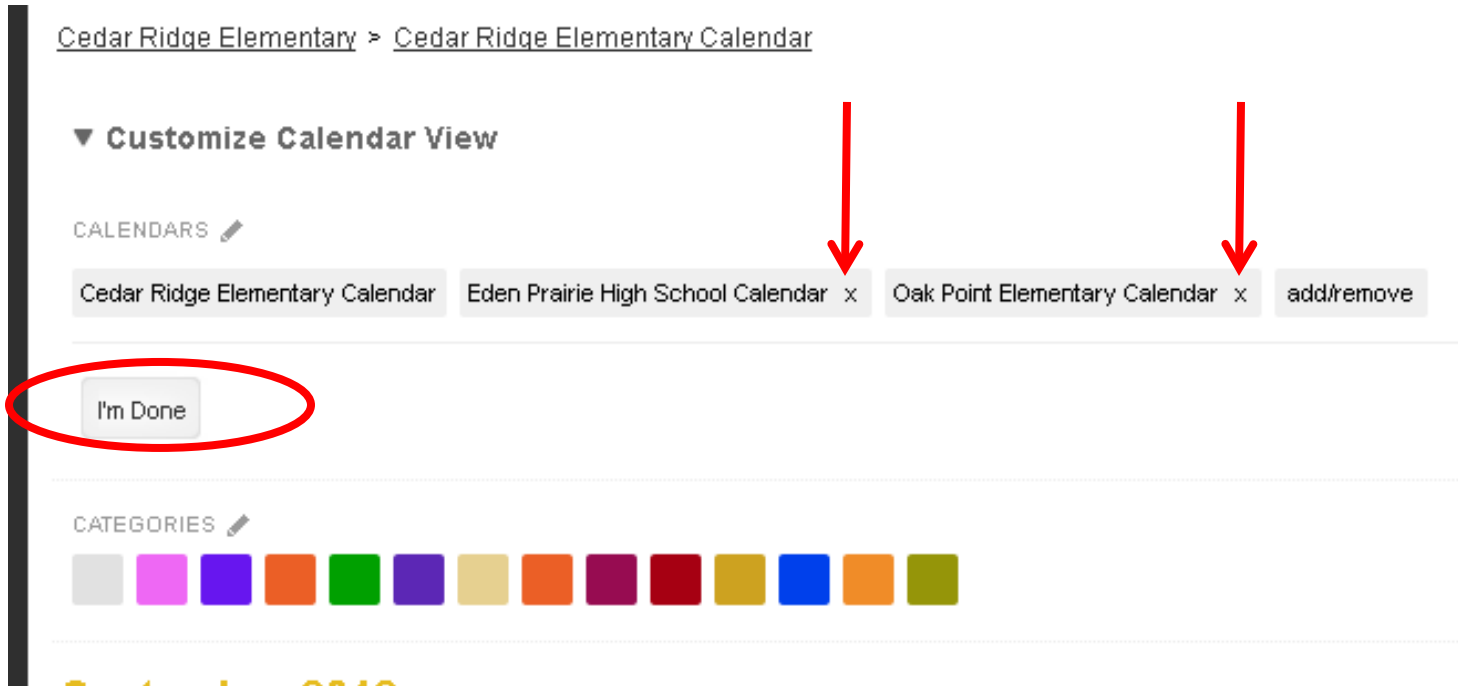 Cedar Ridge Elementary > Cedar Ridge Elementary Calendar
▼ Customize Calendar View
CALENDARS
Cedar Ridge Elementary Calendar Eden Prairie High School Calendar x Oak Point Elementary Calendar x add/remove
I'm Done
CATEGORIES